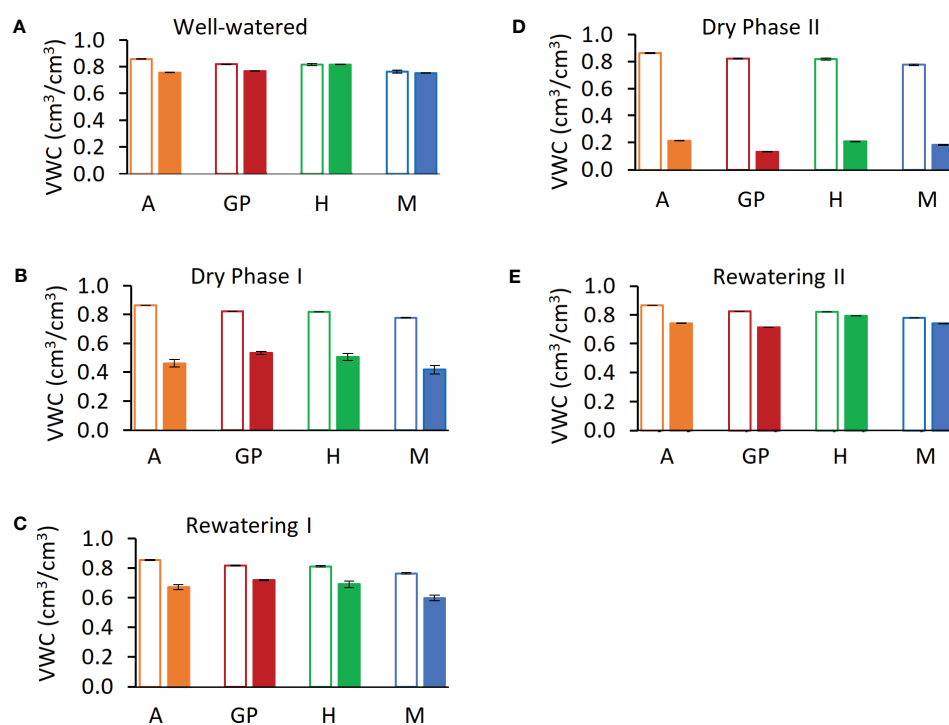 A
Well-watered
VWC (cm³/cm³)
1.0
0.8
0.6
0.4
0.2
0.0
A GP H M
B
Dry Phase I
VWC (cm³/cm³)
1.0
0.8
0.6
0.4
0.2
0.0
A GP H M
C
Rewatering I
VWC (cm³/cm³)
1.0
0.8
0.6
0.4
0.2
0.0
A GP H M
D
Dry Phase II
VWC (cm³/cm³)
1.0
0.8
0.6
0.4
0.2
0.0
A GP H M
E
Rewatering II
VWC (cm³/cm³)
1.0
0.8
0.6
0.4
0.2
0.0
A GP H M